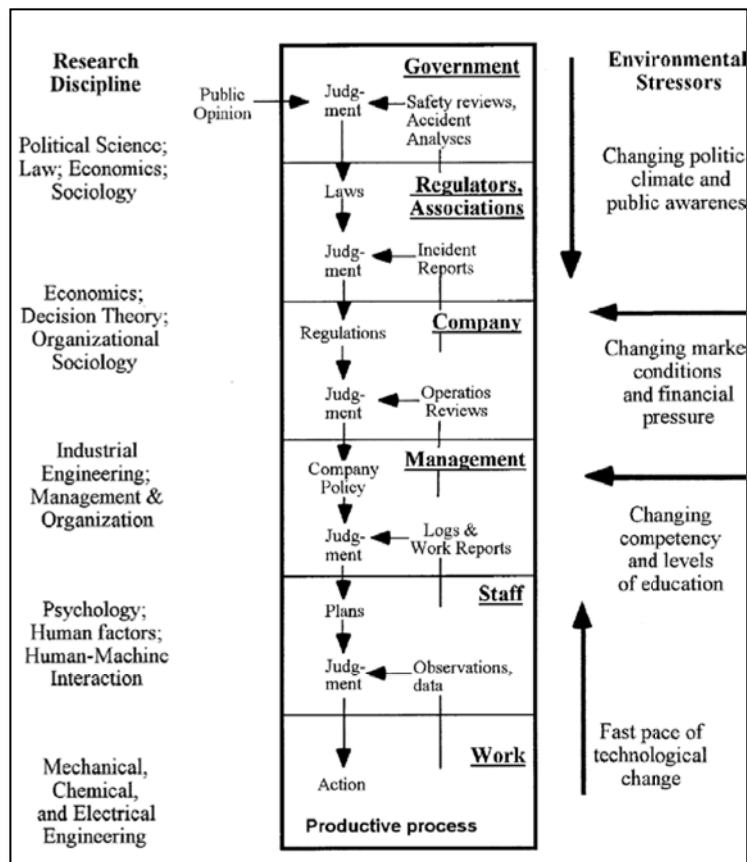 Research
Discipline
Political Science;
Law; Economics;
Sociology
Economics;
Decision Theory;
Organizational
Sociology
Industrial
Engineering;
Management &
Organization
Psychology;
Human factors;
Human-Machine
Interaction
Mechanical,
Chemical,
and Electrical
Engineering
Public
Opinion
Government
Judg-
ment
Safety reviews,
Accident
Analyses
Laws
Regulators,
Associations
Judg-
ment
Incident
Reports
Company
Regulations
Judg-
ment
Operatios
Reviews
Management
Company
Policy
Judg-
ment
Logs &
Work Reports
Staff
Plans
Judg-
ment
Observations,
data
Work
Action
Productive process
Environmental
Stressors
Changing politic
climate and
public awarenes
Changing marke
conditions
and financial
pressure
Changing
competency
and levels
of education
Fast pace of
technological
change